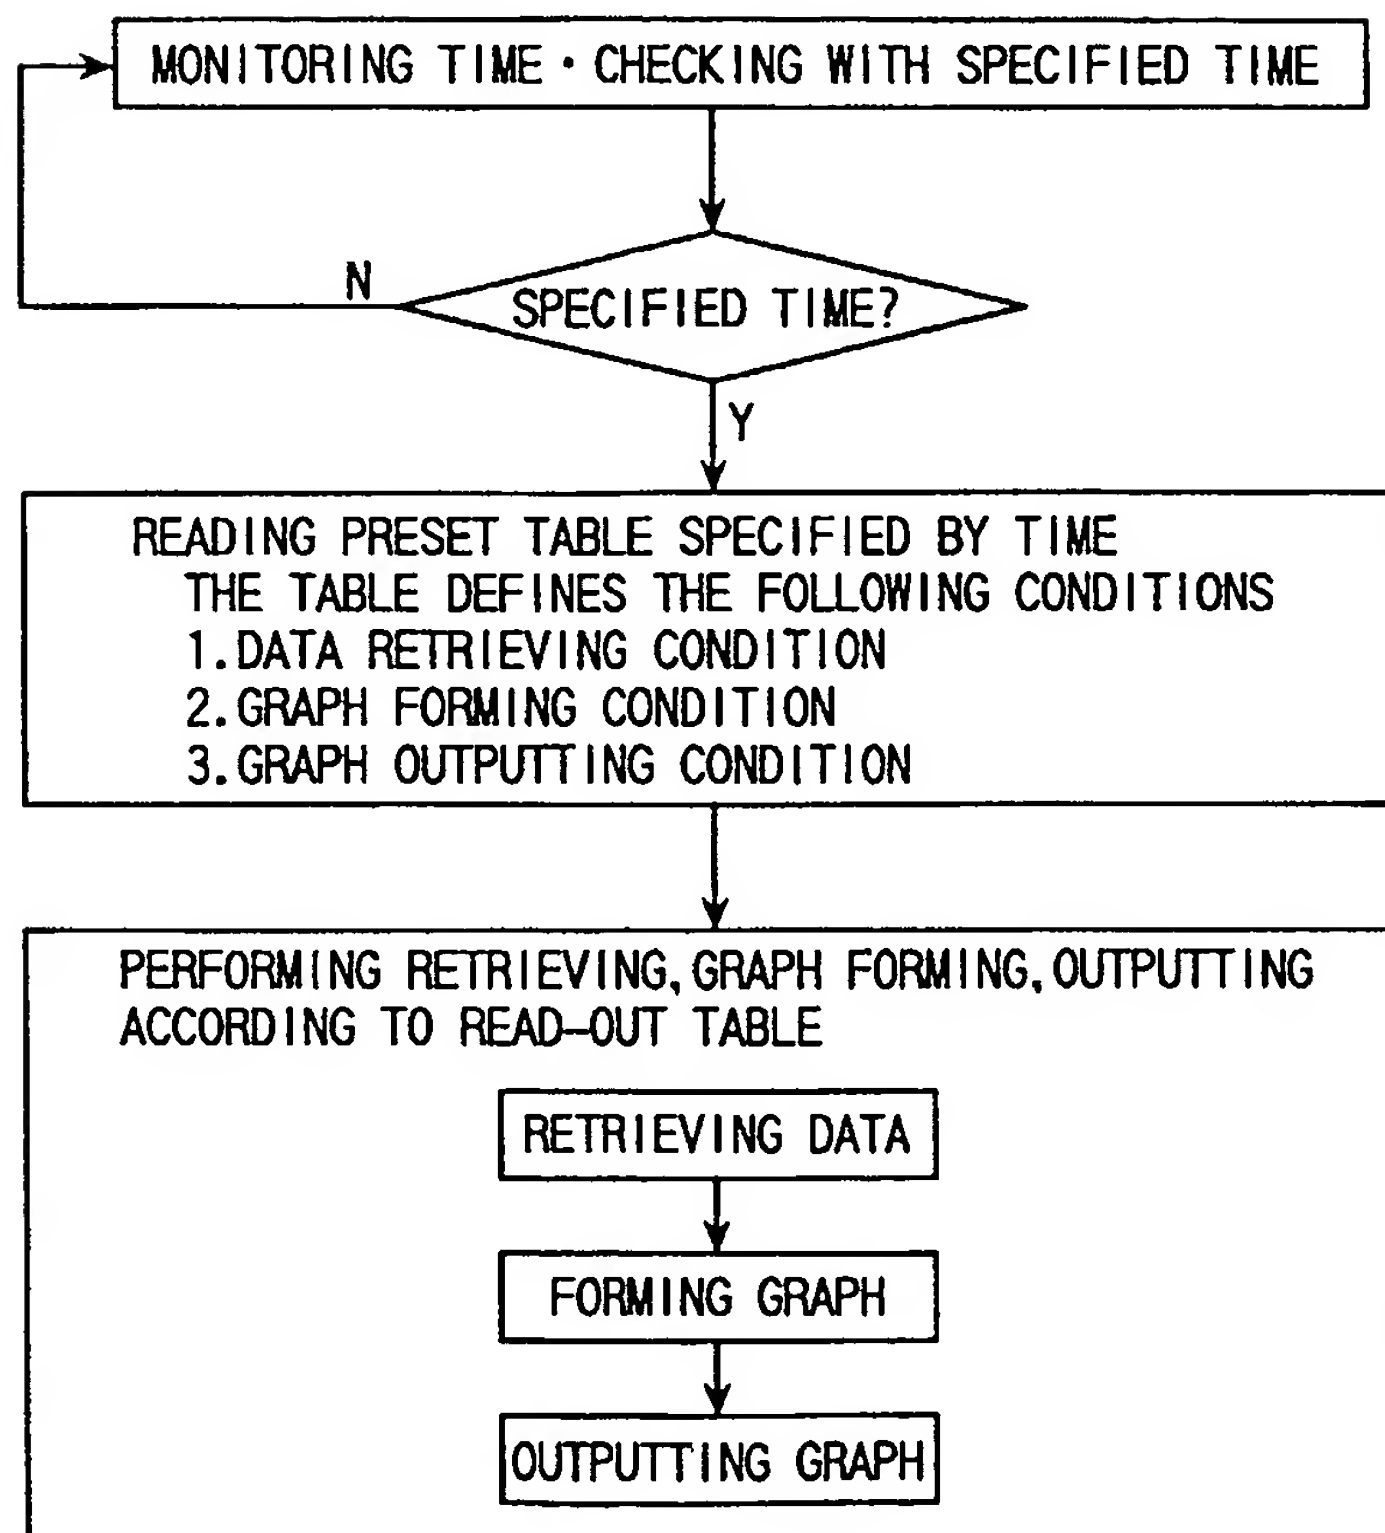 MONITORING TIME・CHECKING WITH SPECIFIED TIME
N
SPECIFIED TIME?
Y
READING PRESET TABLE SPECIFIED BY TIME
THE TABLE DEFINES THE FOLLOWING CONDITIONS
1.DATA RETRIEVING CONDITION
2.GRAPH FORMING CONDITION
3.GRAPH OUTPUTTING CONDITION
PERFORMING RETRIEVING,GRAPH FORMING,OUTPUTTING
ACCORDING TO READ-OUT TABLE
RETRIEVING DATA
FORMING GRAPH
OUTPUTTING GRAPH